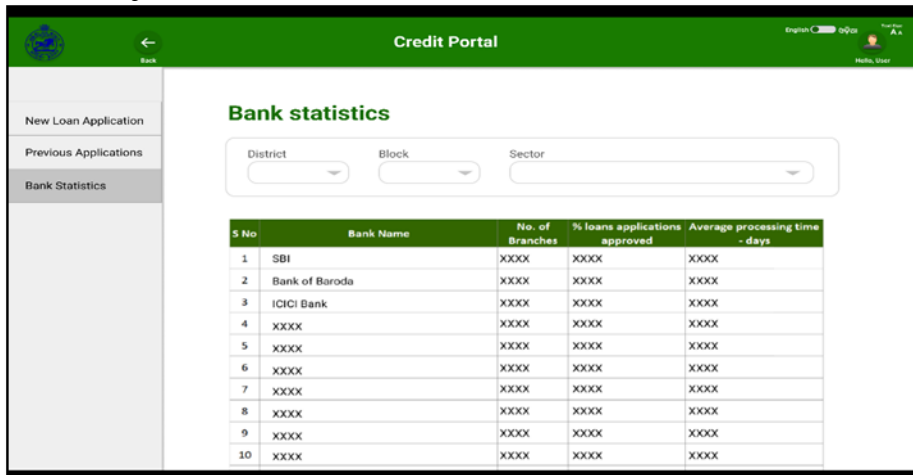 Credit Portal
English ଓଡ଼ିଆ
A A
Back
Hello, User
New Loan Application
Previous Applications
Bank Statistics
Bank statistics
District Block Sector
S No Bank Name No. of Branches % loans applications approved Average processing time - days
1 SBI XXXX XXXX XXXX
2 Bank of Baroda XXXX XXXX XXXX
3 ICICI Bank XXXX XXXX XXXX
4 XXXX XXXX XXXX XXXX
5 XXXX XXXX XXXX XXXX
6 XXXX XXXX XXXX XXXX
7 XXXX XXXX XXXX XXXX
8 XXXX XXXX XXXX XXXX
9 XXXX XXXX XXXX XXXX
10 XXXX XXXX XXXX XXXX